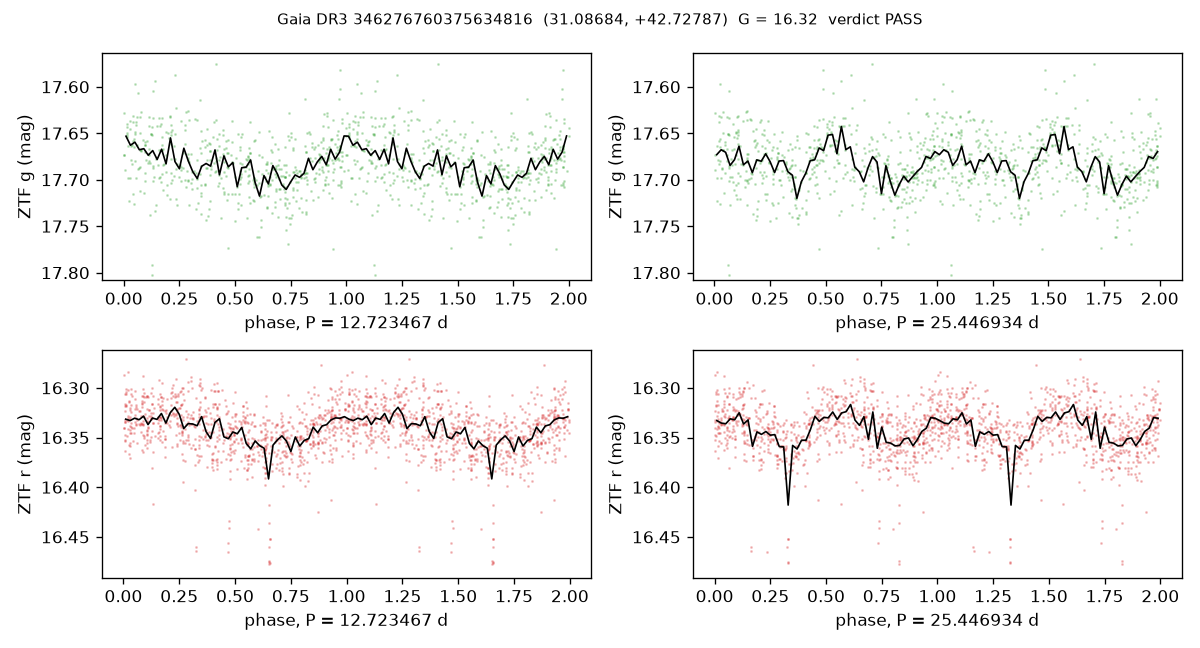 Gaia DR3 346276760375634816 (31.08684, +42.72787) G = 16.32 verdict PASS
ZTF g (mag)
17.60
17.65
17.70
17.75
17.80
0.00 0.25 0.50 0.75 1.00 1.25 1.50 1.75 2.00
phase, P = 12.723467 d
ZTF g (mag)
17.60
17.65
17.70
17.75
17.80
0.00 0.25 0.50 0.75 1.00 1.25 1.50 1.75 2.00
phase, P = 25.446934 d
ZTF r (mag)
16.30
16.35
16.40
16.45
0.00 0.25 0.50 0.75 1.00 1.25 1.50 1.75 2.00
phase, P = 12.723467 d
ZTF r (mag)
16.30
16.35
16.40
16.45
0.00 0.25 0.50 0.75 1.00 1.25 1.50 1.75 2.00
phase, P = 25.446934 d